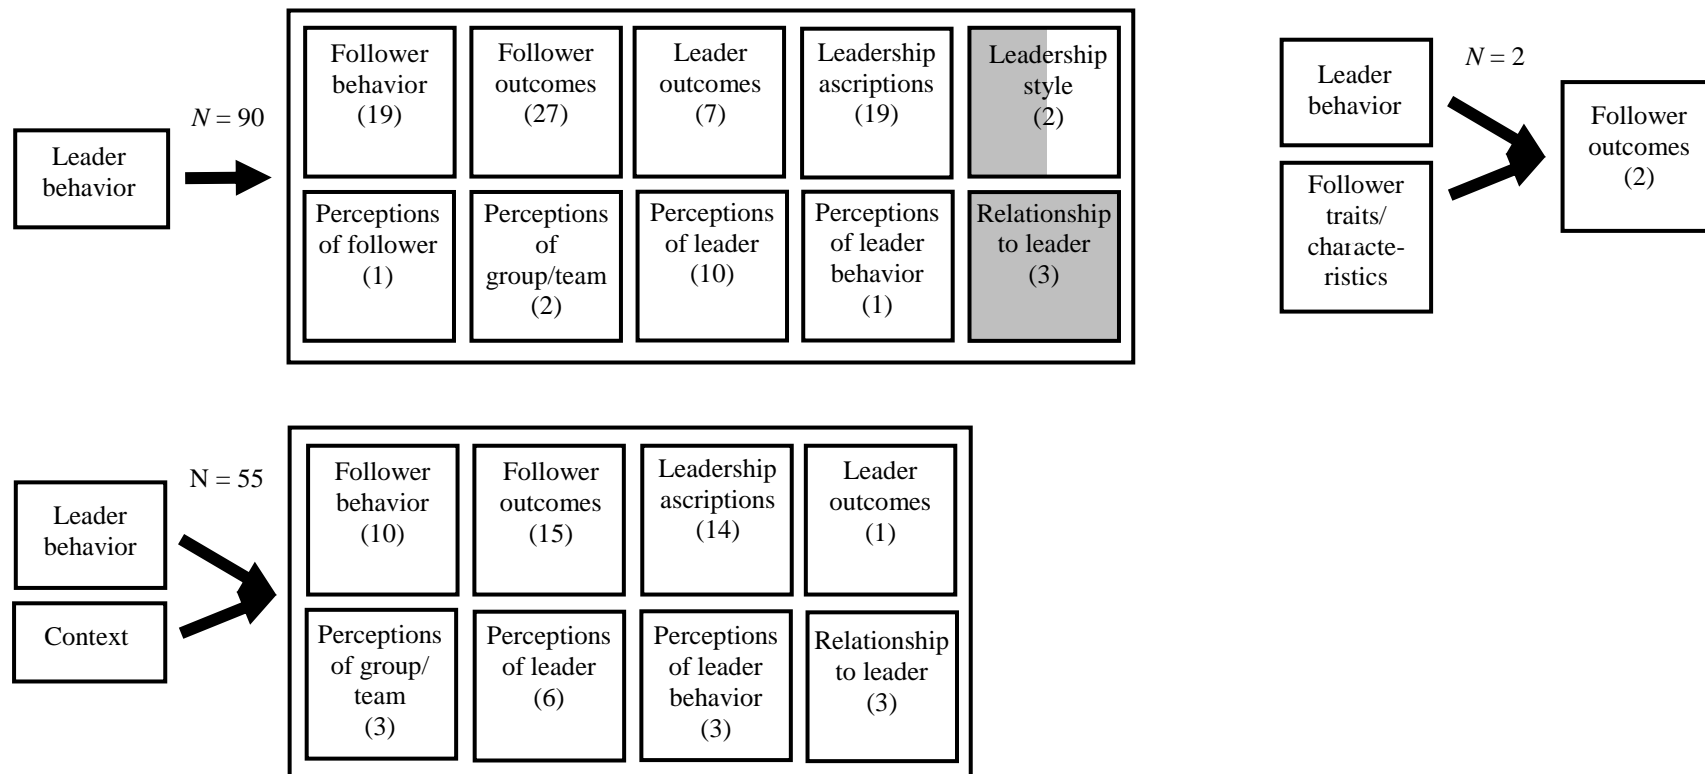 Leader
behavior
N = 90
Follower
behavior
(19)
Follower
outcomes
(27)
Leader
outcomes
(7)
Leadership
ascriptions
(19)
Leadership
style
(2)
Perceptions
of follower
(1)
Perceptions
of
group/team
(2)
Perceptions
of leader
(10)
Perceptions
of leader
behavior
(1)
Relationship
to leader
(3)
Leader
behavior
Follower
traits/
characte-
ristics
N = 2
Follower
outcomes
(2)
Leader
behavior
Context
N = 55
Follower
behavior
(10)
Follower
outcomes
(15)
Leadership
ascriptions
(14)
Leader
outcomes
(1)
Perceptions
of group/
team
(3)
Perceptions
of leader
(6)
Perceptions
of leader
behavior
(3)
Relationship
to leader
(3)